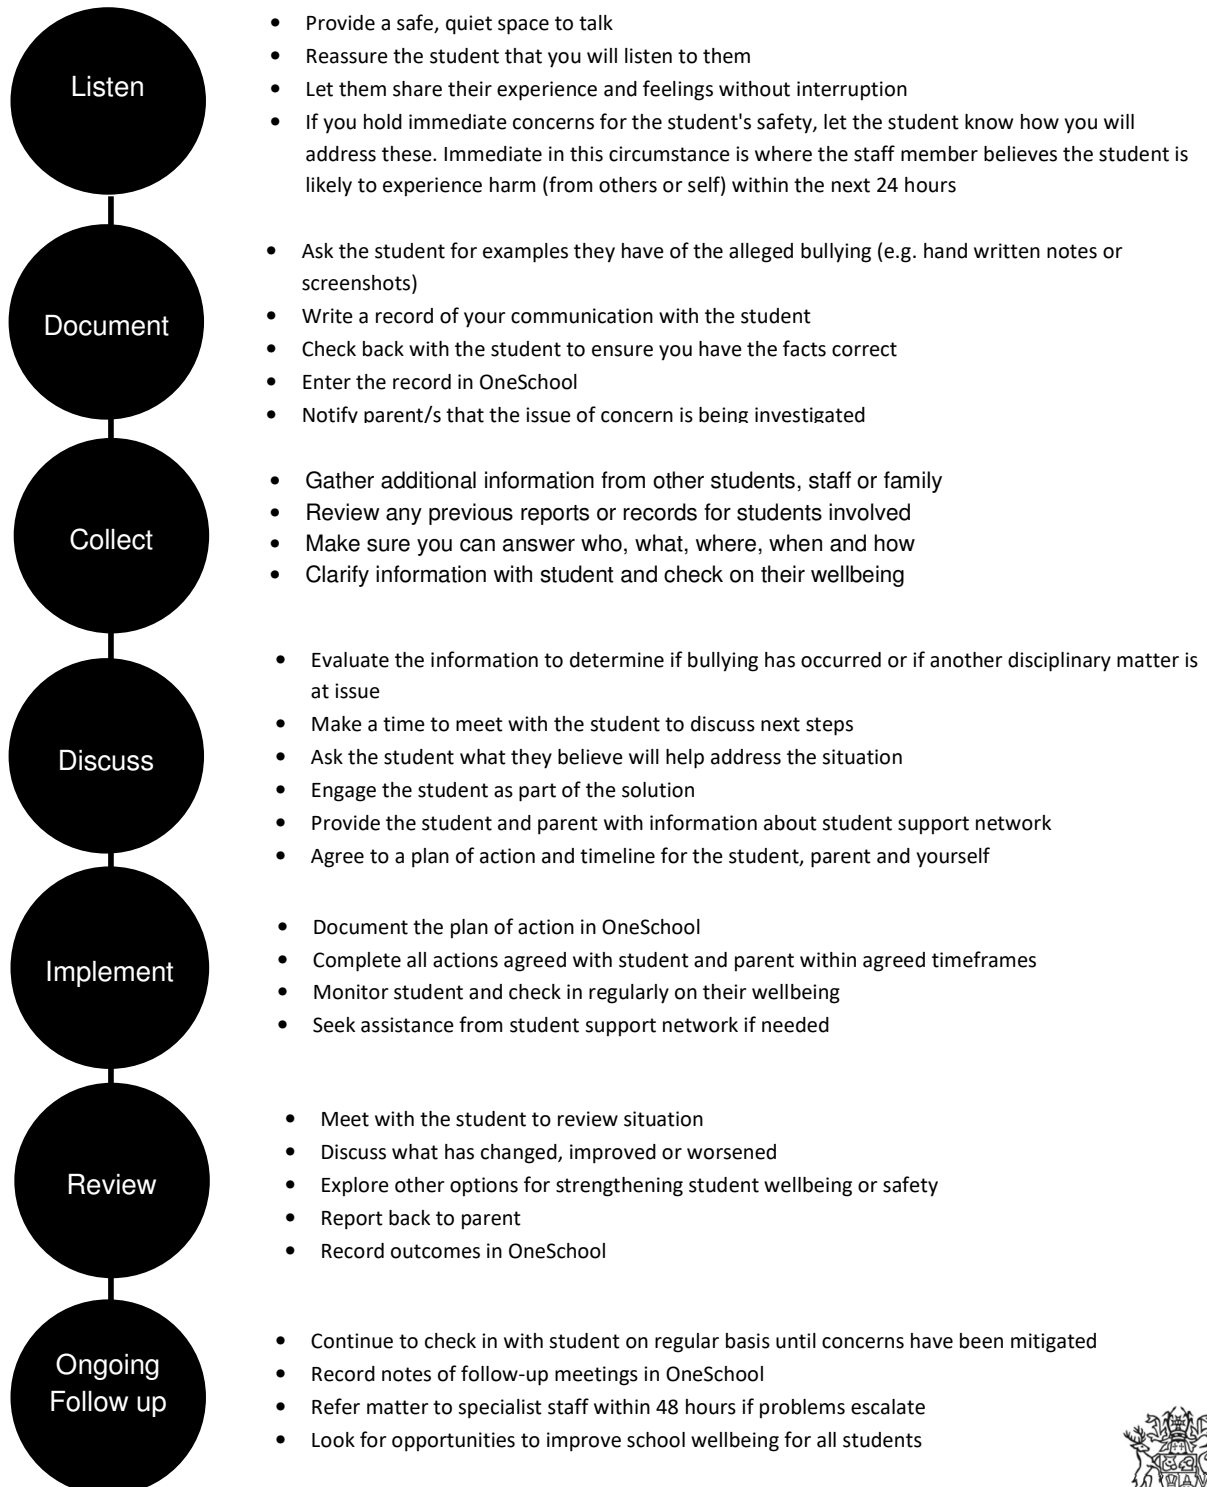 Listen
• Provide a safe, quiet space to talk
• Reassure the student that you will listen to them
• Let them share their experience and feelings without interruption
• If you hold immediate concerns for the student's safety, let the student know how you will
address these. Immediate in this circumstance is where the staff member believes the student is
likely to experience harm (from others or self) within the next 24 hours
Document
• Ask the student for examples they have of the alleged bullying (e.g. hand written notes or
screenshots)
• Write a record of your communication with the student
• Check back with the student to ensure you have the facts correct
• Enter the record in OneSchool
• Notify parent/s that the issue of concern is being investigated
Collect
• Gather additional information from other students, staff or family
• Review any previous reports or records for students involved
• Make sure you can answer who, what, where, when and how
• Clarify information with student and check on their wellbeing
Discuss
• Evaluate the information to determine if bullying has occurred or if another disciplinary matter is
at issue
• Make a time to meet with the student to discuss next steps
• Ask the student what they believe will help address the situation
• Engage the student as part of the solution
• Provide the student and parent with information about student support network
• Agree to a plan of action and timeline for the student, parent and yourself
Implement
• Document the plan of action in OneSchool
• Complete all actions agreed with student and parent within agreed timeframes
• Monitor student and check in regularly on their wellbeing
• Seek assistance from student support network if needed
Review
• Meet with the student to review situation
• Discuss what has changed, improved or worsened
• Explore other options for strengthening student wellbeing or safety
• Report back to parent
• Record outcomes in OneSchool
Ongoing
Follow up
• Continue to check in with student on regular basis until concerns have been mitigated
• Record notes of follow-up meetings in OneSchool
• Refer matter to specialist staff within 48 hours if problems escalate
• Look for opportunities to improve school wellbeing for all students